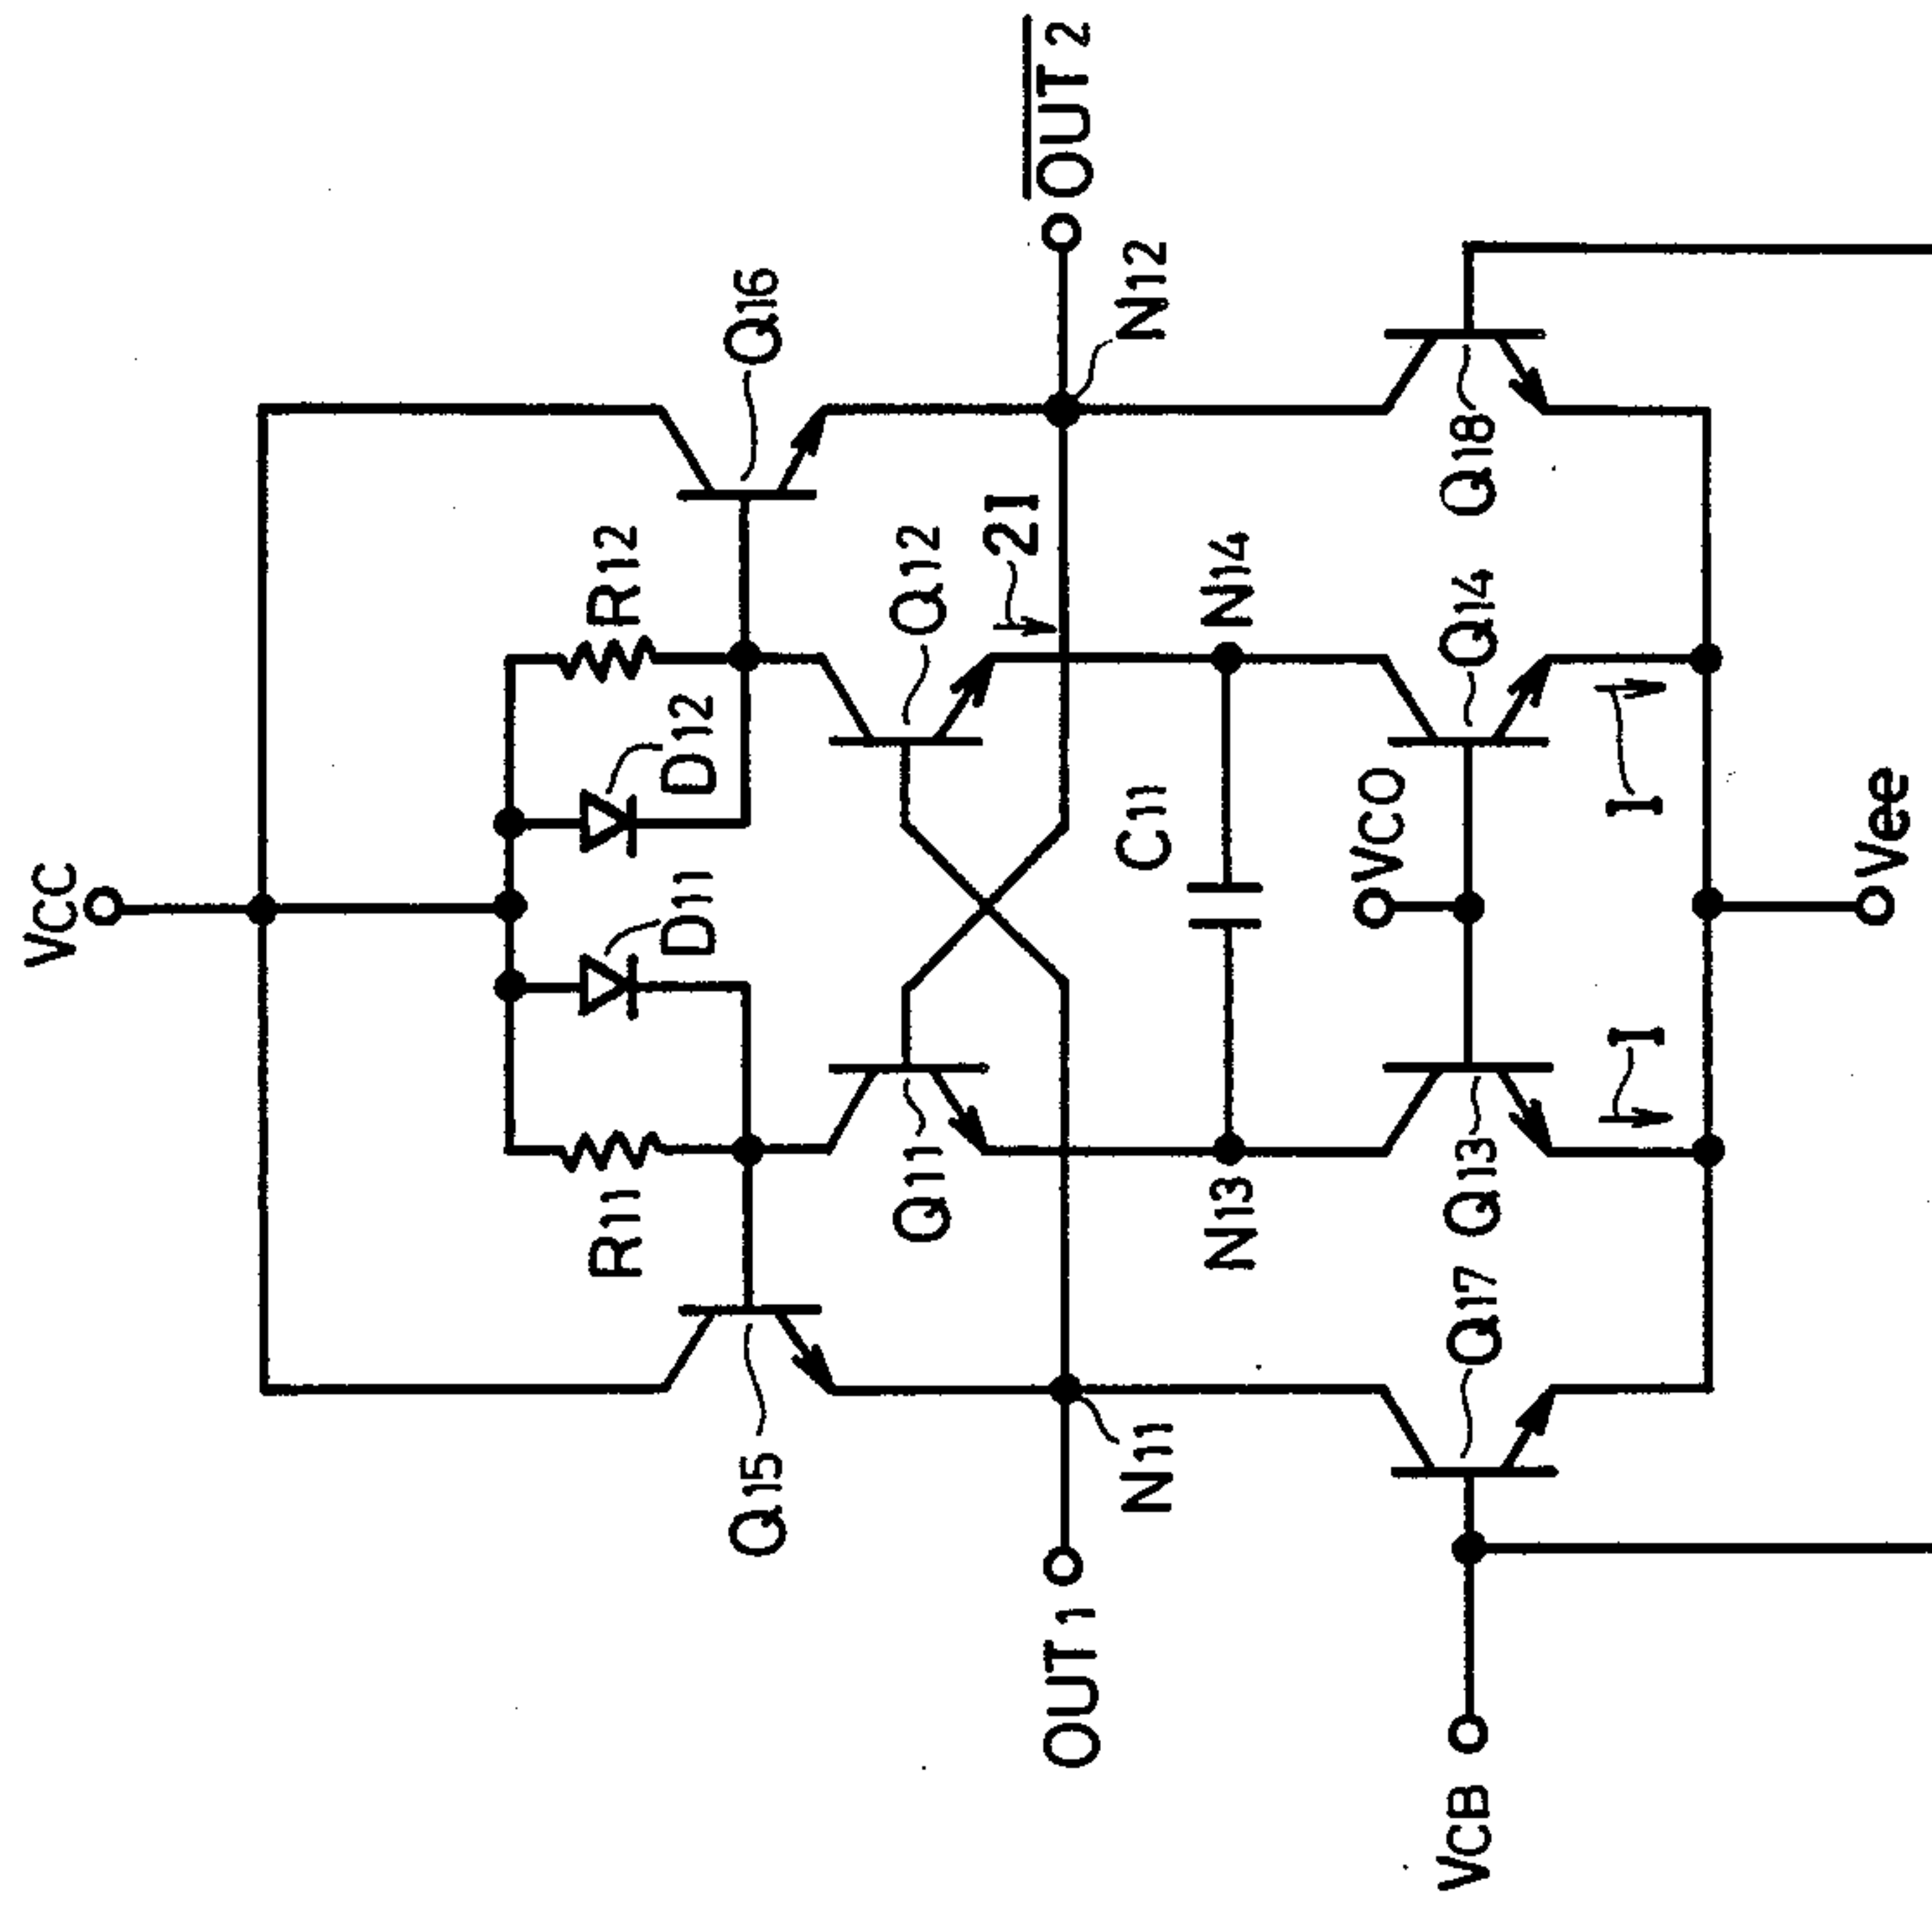 VCC
R11
D11
D12
R12
Q15
Q16
Q11
Q12
2I
OUT1
OUT2
N11
N12
N13
C11
N14
VCO
VCB
Q17
Q13
Q14
Q18
I
I
Vee